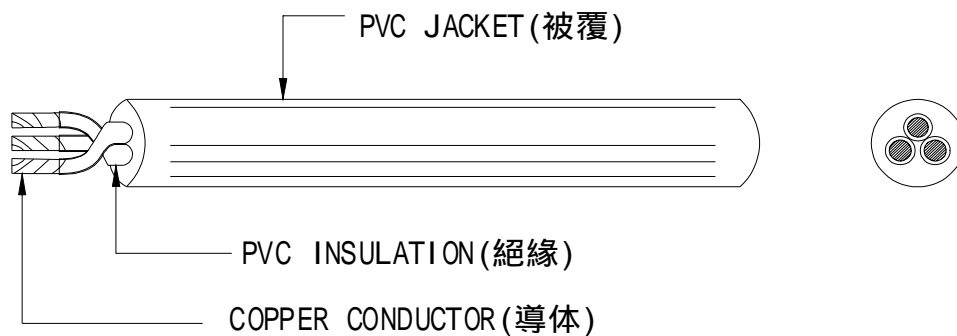 PVC JACKET(被覆)
PVC INSULATION(絕緣)
COPPER CONDUCTOR(導体)